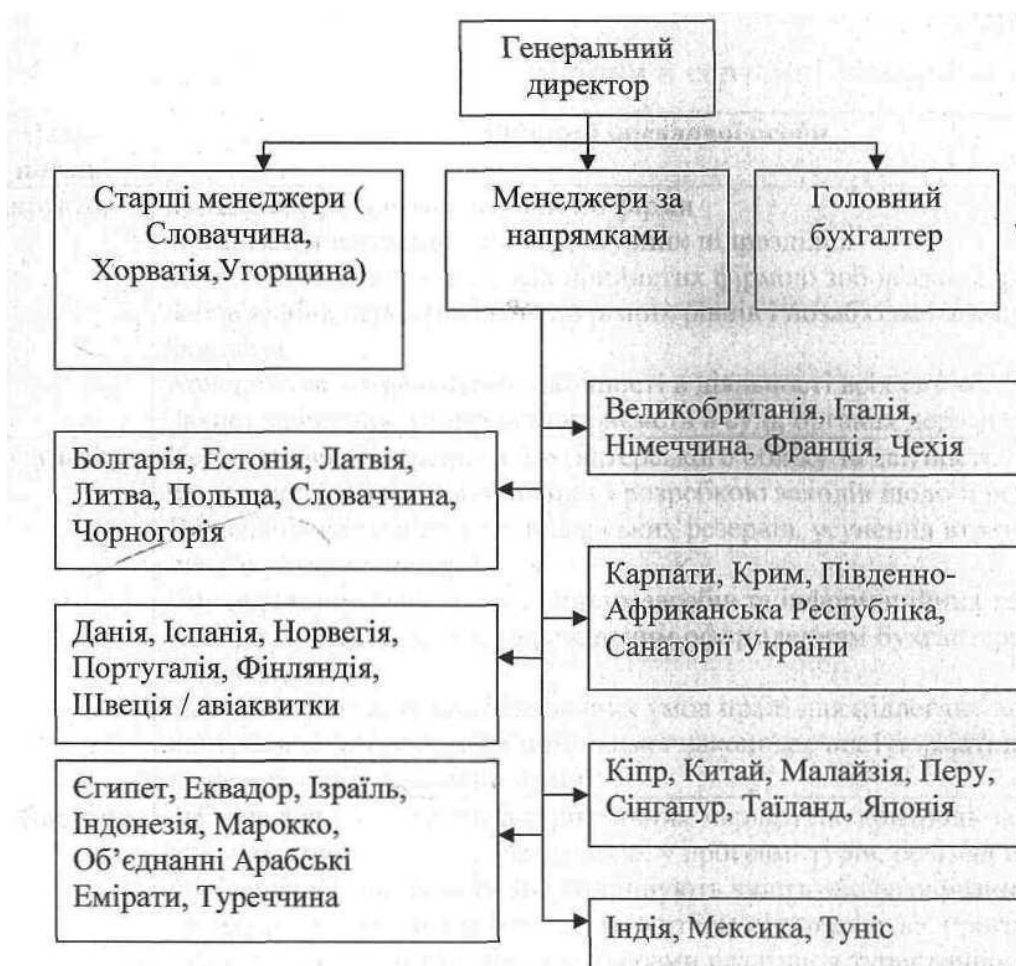 Генеральний
директор
Старші менеджери (
Словаччина,
Хорватія,Угорщина)
Менеджери за
напрямками
Головний
бухгалтер
Великобританія, Італія,
Німеччина, Франція, Чехія
Болгарія, Естонія, Латвія,
Литва, Польща, Словаччина,
Чорногорія
Карпати, Крим, Південно-
Африканська Республіка,
Санаторії України
Данія, Іспанія, Норвегія,
Португалія, Фінляндія,
Швеція / авіаквитки
Кіпр, Китай, Малайзія, Перу,
Сінгапур, Таїланд, Японія
Єгипет, Еквадор, Ізраїль,
Індонезія, Марокко,
Об’єднанні Арабські
Емірати, Туреччина
Індія, Мексика, Туніс